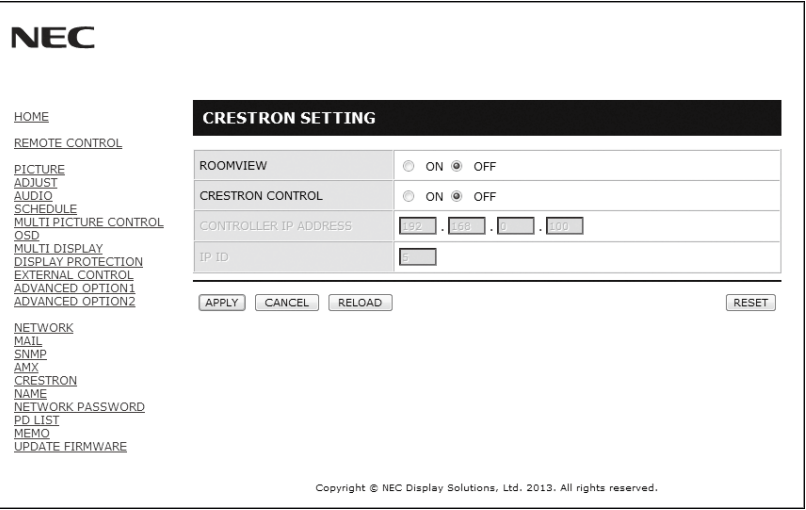 NEC
HOME
REMOTE CONTROL
PICTURE
ADJUST
AUDIO
SCHEDULE
MULTI PICTURE CONTROL
OSD
MULTI DISPLAY
DISPLAY PROTECTION
EXTERNAL CONTROL
ADVANCED OPTION1
ADVANCED OPTION2
NETWORK
MAIL
SNMP
AMX
CRESTRON
NAME
NETWORK PASSWORD
PD LIST
MEMO
UPDATE FIRMWARE
CRESTRON SETTING
ROOMVIEW ON OFF
CRESTRON CONTROL ON OFF
CONTROLLER IP ADDRESS 192 . 168 . 0 . 100
IP ID 5
APPLY CANCEL RELOAD RESET
Copyright © NEC Display Solutions, Ltd. 2013. All rights reserved.